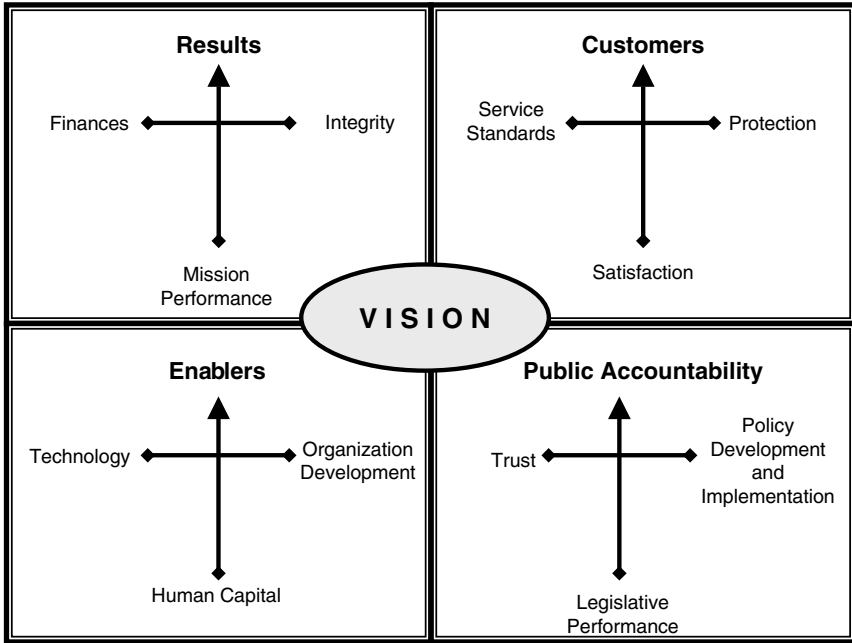 Results
Finances
Integrity
Mission
Performance
Customers
Service
Standards
Protection
Satisfaction
VISION
Enablers
Technology
Organization
Development
Human Capital
Public Accountability
Trust
Policy
Development
and
Implementation
Legislative
Performance